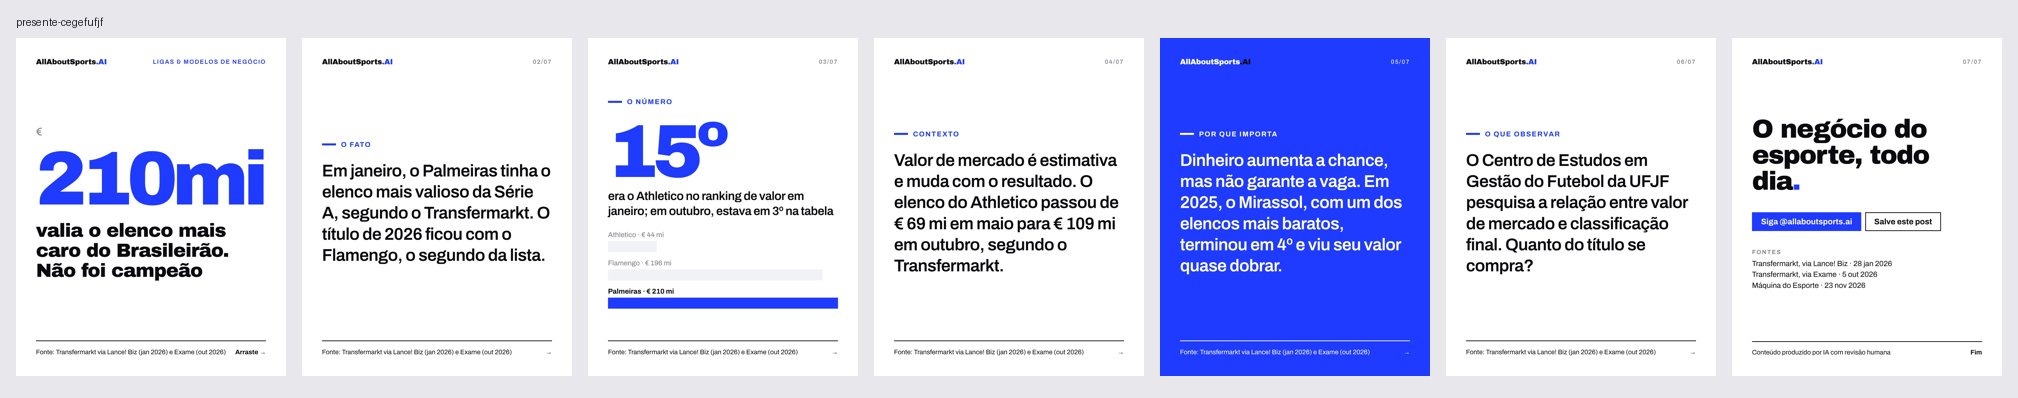 presente-cegefufjf
AllAboutSports.AI
LIGAS & MODELOS DE NEGÓCIO
€
210mi
valia o elenco mais
caro do Brasileirão.
Não foi campeão
Fonte: Transfermarkt via Lance! Biz (jan 2026) e Exame (out 2026)
Arraste →
AllAboutSports.AI
02/07
O FATO
Em janeiro, o Palmeiras tinha o
elenco mais valioso da Série
A, segundo o Transfermarkt. O
título de 2026 ficou com o
Flamengo, o segundo da lista.
Fonte: Transfermarkt via Lance! Biz (jan 2026) e Exame (out 2026)
→
AllAboutSports.AI
03/07
O NÚMERO
15º
era o Athletico no ranking de valor em
janeiro; em outubro, estava em 3º na tabela
Athletico · € 44 mi
Flamengo · € 196 mi
Palmeiras · € 210 mi
Fonte: Transfermarkt via Lance! Biz (jan 2026) e Exame (out 2026)
→
AllAboutSports.AI
04/07
CONTEXTO
Valor de mercado é estimativa
e muda com o resultado. O
elenco do Athletico passou de
€ 69 mi em maio para € 109 mi
em outubro, segundo o
Transfermarkt.
Fonte: Transfermarkt via Lance! Biz (jan 2026) e Exame (out 2026)
→
AllAboutSports.AI
05/07
POR QUE IMPORTA
Dinheiro aumenta a chance,
mas não garante a vaga. Em
2025, o Mirassol, com um dos
elencos mais baratos,
terminou em 4º e viu seu valor
quase dobrar.
Fonte: Transfermarkt via Lance! Biz (jan 2026) e Exame (out 2026)
→
AllAboutSports.AI
06/07
O QUE OBSERVAR
O Centro de Estudos em
Gestão do Futebol da UFJF
pesquisa a relação entre valor
de mercado e classificação
final. Quanto do título se
compra?
Fonte: Transfermarkt via Lance! Biz (jan 2026) e Exame (out 2026)
→
AllAboutSports.AI
07/07
O negócio do
esporte, todo
dia.
Siga @allaboutsports.ai
Salve este post
FONTES
Transfermarkt, via Lance! Biz · 28 jan 2026
Transfermarkt, via Exame · 5 out 2026
Máquina do Esporte · 23 nov 2026
Conteúdo produzido por IA com revisão humana
Fim